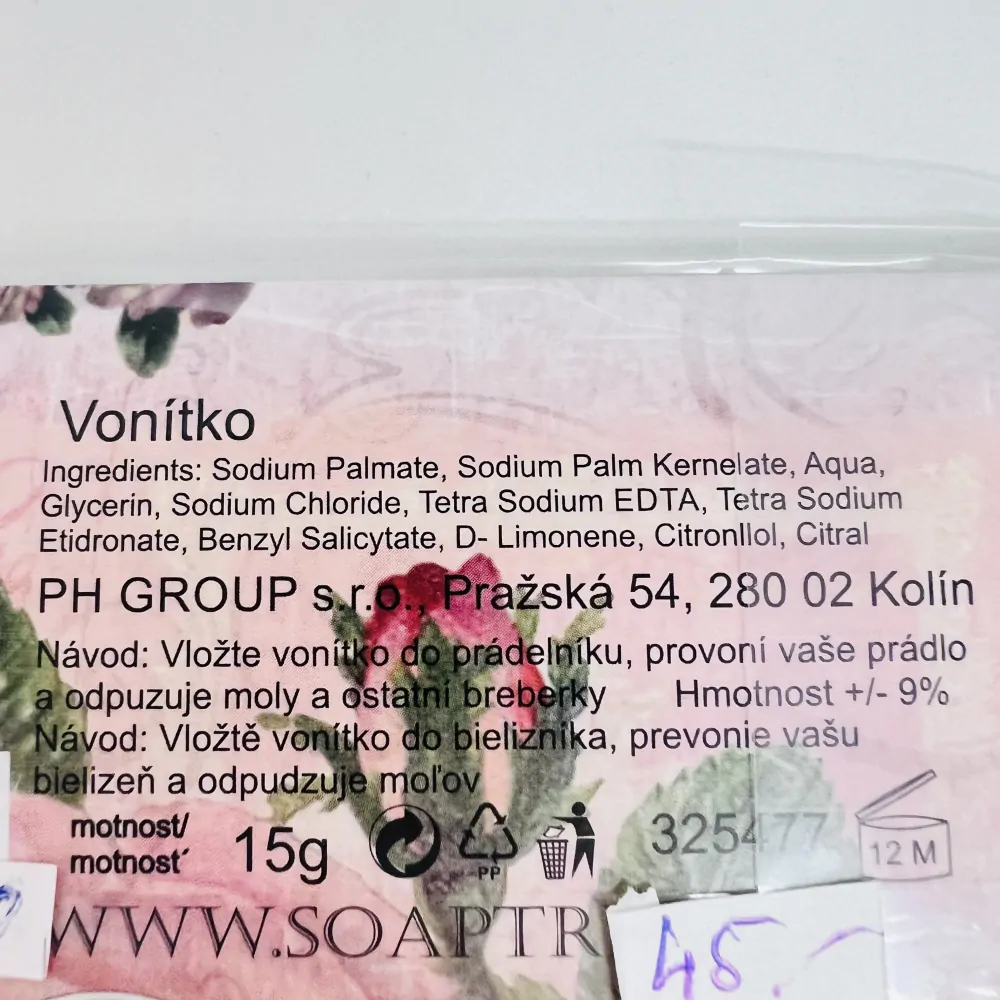 Vonítko
Ingredients: Sodium Palmate, Sodium Palm Kernelate, Aqua,
Glycerin, Sodium Chloride, Tetra Sodium EDTA, Tetra Sodium
Etidronate, Benzyl Salicytate, D- Limonene, Citronllol, Citral
PH GROUP s.r.o., Pražská 54, 280 02 Kolín
Návod: Vložte vonítko do prádelníku, provoní vaše prádlo
a odpuzuje moly a ostatní breberky Hmotnost +/- 9%
Návod: Vložtě vonítko do bielizníka, prevonie vašu
bielizeň a odpudzuje moľov
motnost/
motnosť 15g PP 325477 12 M
WWW.SOAPTR
45.-